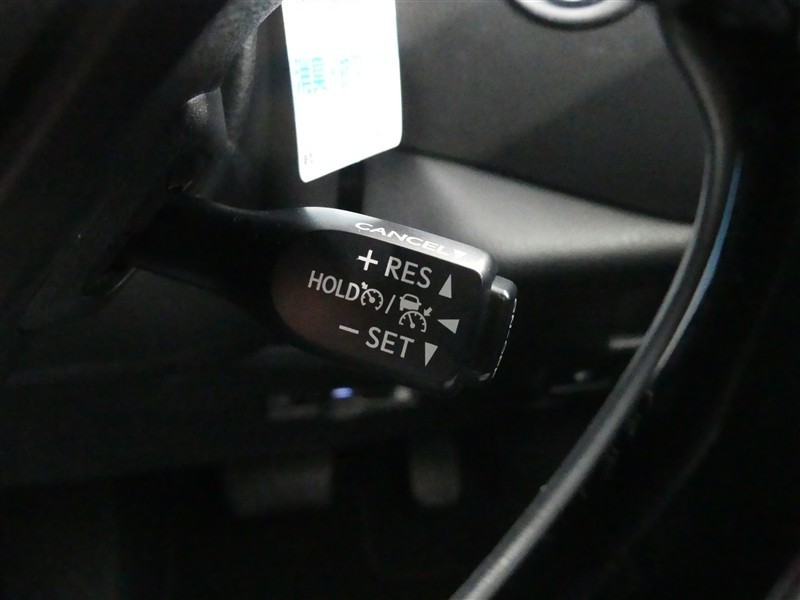 CANCEL
+ RES
HOLD /
− SET